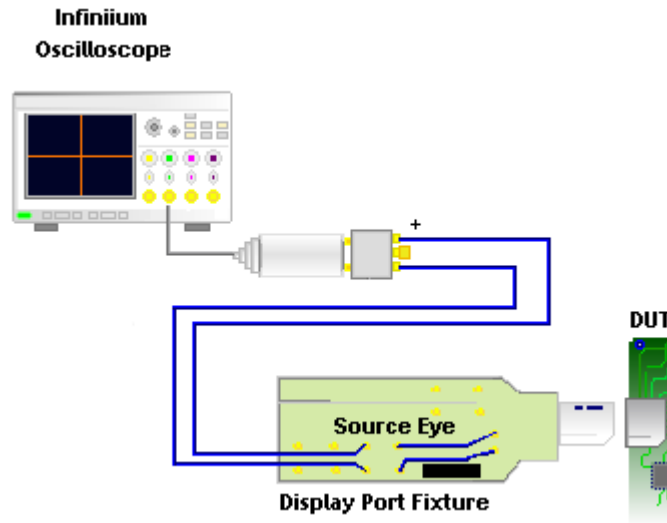 Infiniium
Oscilloscope
+
DUT
Source Eye
Display Port Fixture